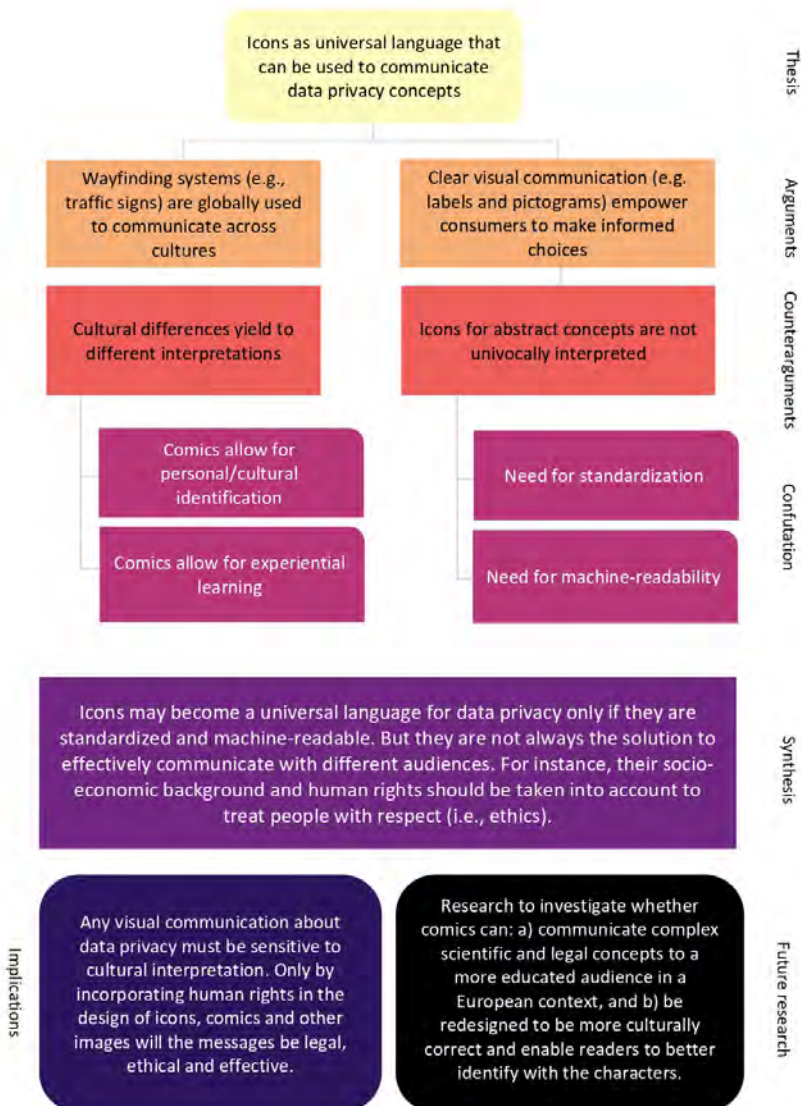 Icons as universal language that
can be used to communicate
data privacy concepts
Thesis
Wayfinding systems (e.g.,
traffic signs) are globally used
to communicate across
cultures
Clear visual communication (e.g.
labels and pictograms) empower
consumers to make informed
choices
Arguments
Cultural differences yield to
different interpretations
Icons for abstract concepts are not
univocally interpreted
Counterarguments
Comics allow for
personal/cultural
identification
Comics allow for experiential
learning
Need for standardization
Need for machine-readability
Confutation
Icons may become a universal language for data privacy only if they are
standardized and machine-readable. But they are not always the solution to
effectively communicate with different audiences. For instance, their socio-
economic background and human rights should be taken into account to
treat people with respect (i.e., ethics).
Synthesis
Implications
Any visual communication about
data privacy must be sensitive to
cultural interpretation. Only by
incorporating human rights in the
design of icons, comics and other
images will the messages be legal,
ethical and effective.
Research to investigate whether
comics can: a) communicate complex
scientific and legal concepts to a
more educated audience in a
European context, and b) be
redesigned to be more culturally
correct and enable readers to better
identify with the characters.
Future research